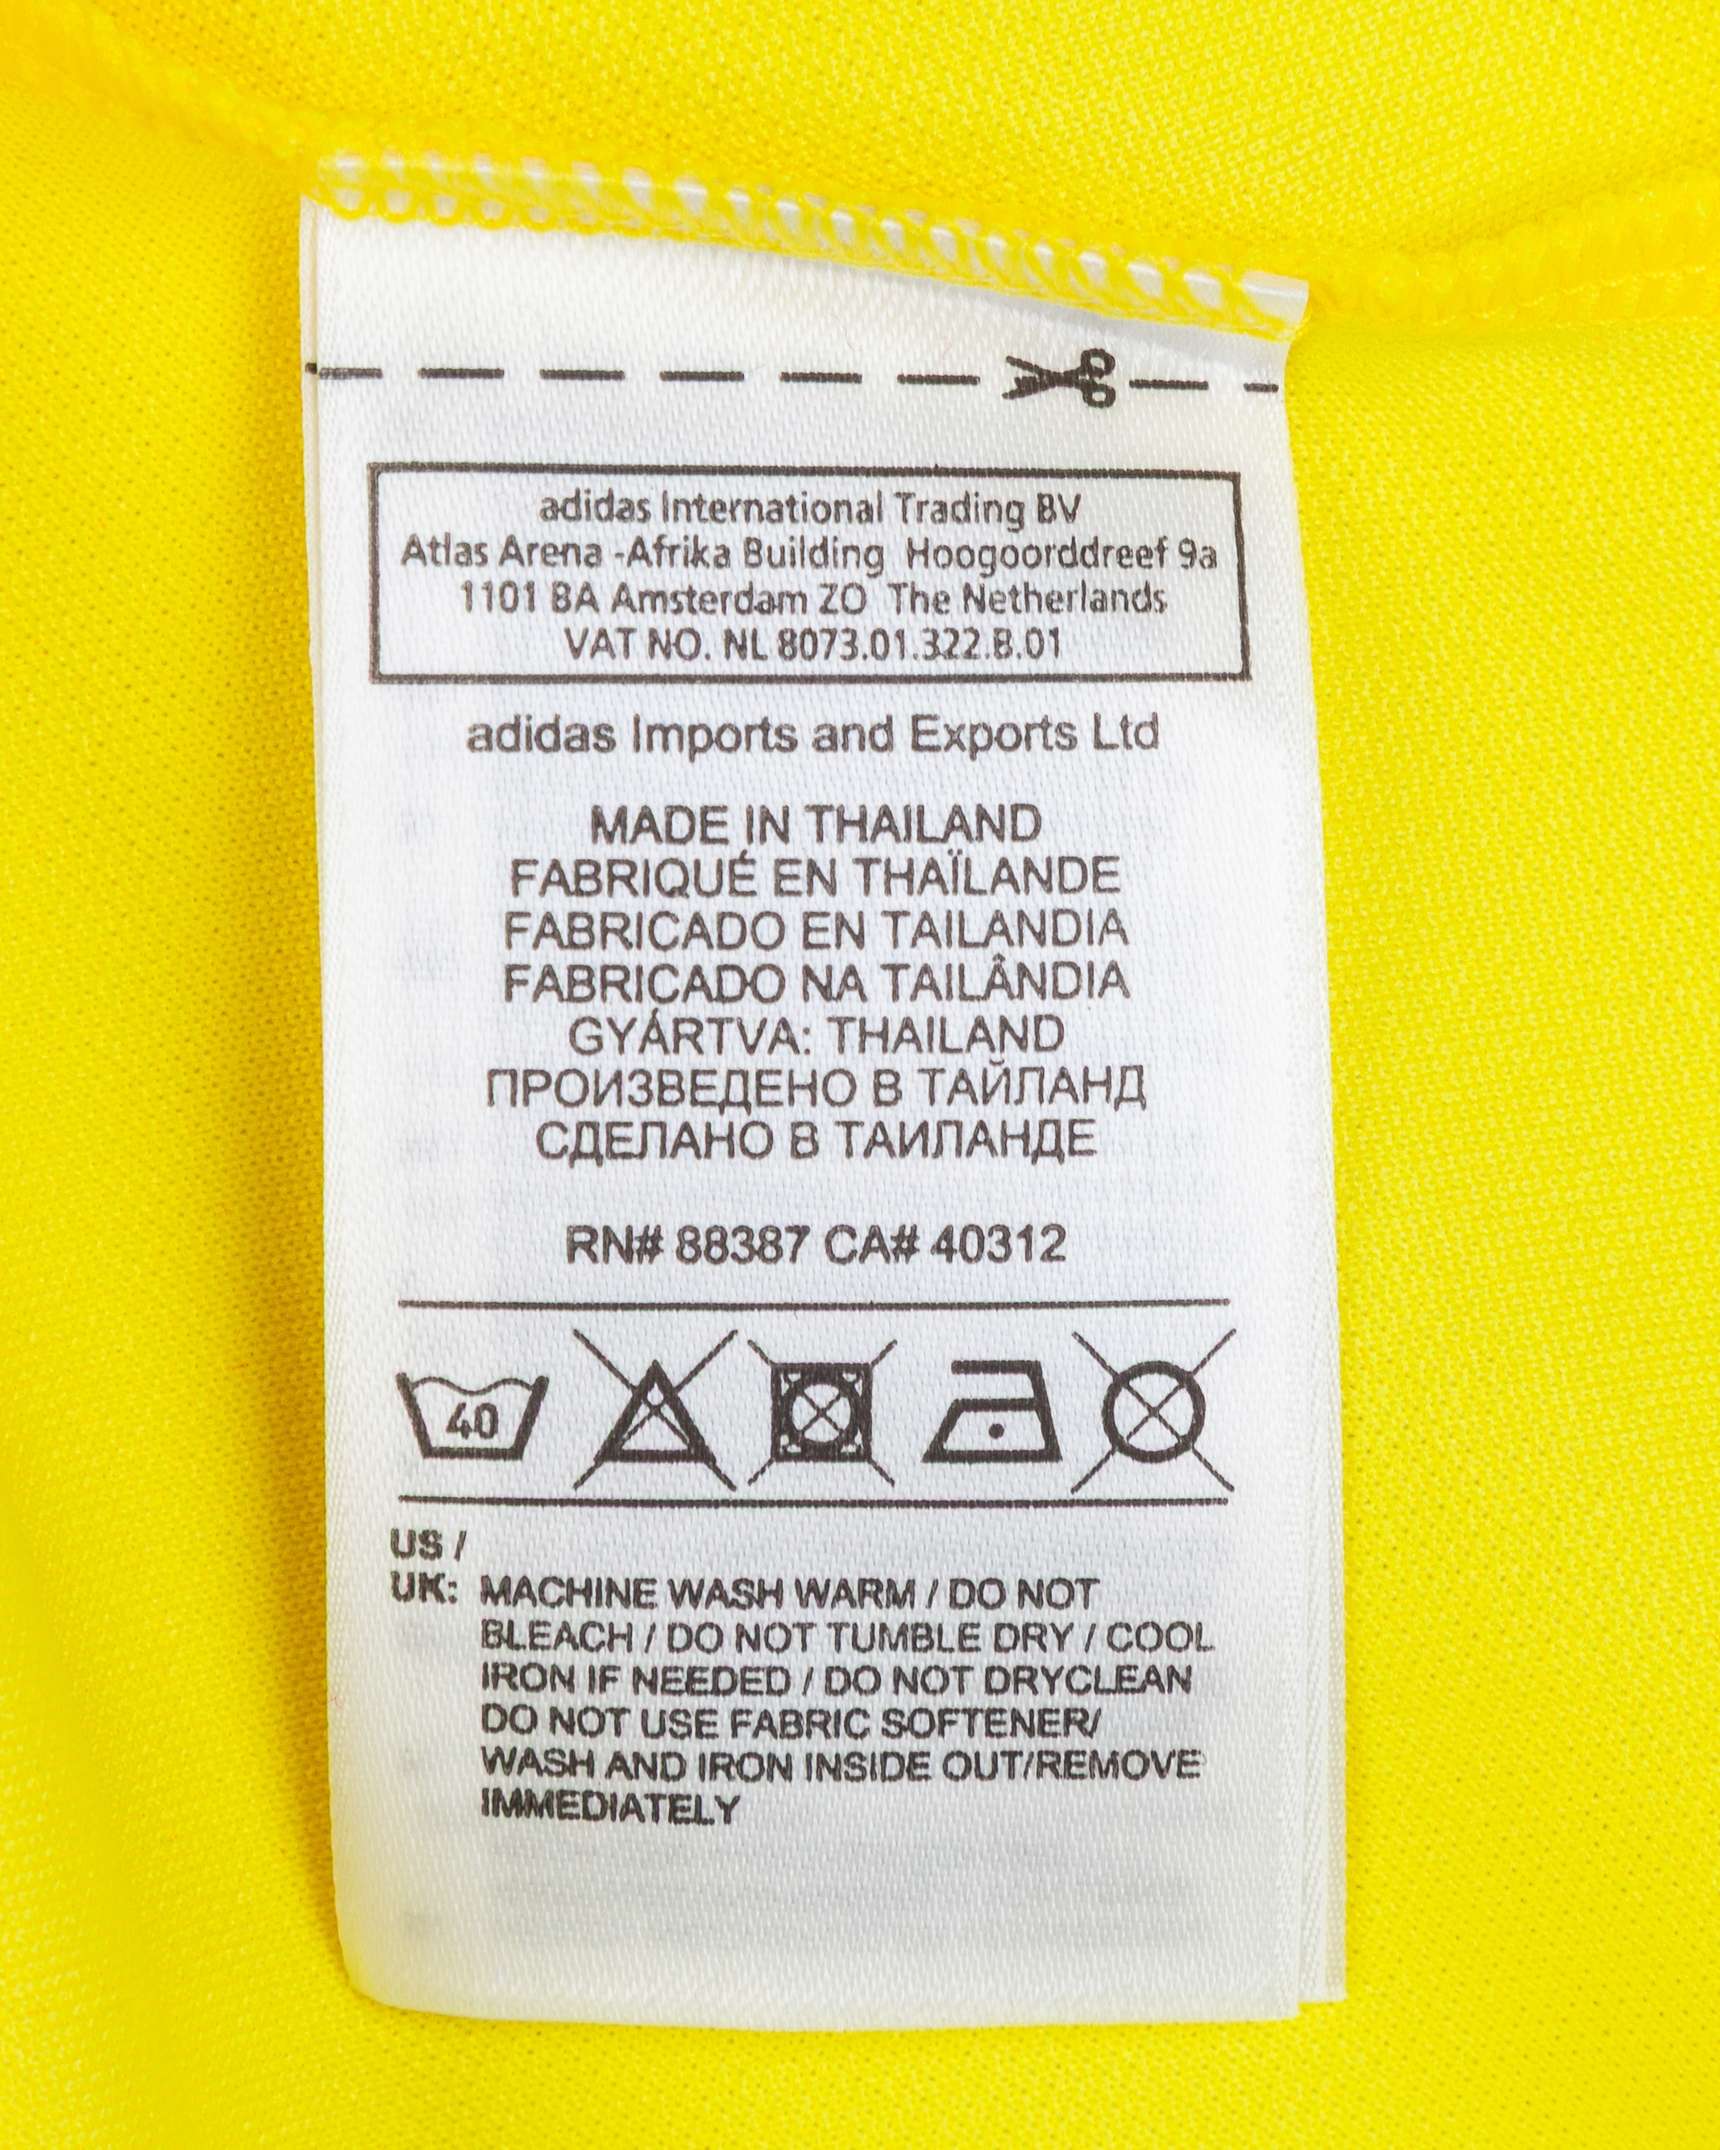 adidas International Trading BV
Atlas Arena -Afrika Building Hoogoorddreef 9a
1101 BA Amsterdam ZO The Netherlands
VAT NO. NL 8073.01.322.B.01
adidas Imports and Exports Ltd
MADE IN THAILAND
FABRIQUÉ EN THAÏLANDE
FABRICADO EN TAILANDIA
FABRICADO NA TAILÂNDIA
GYÁRTVA: THAILAND
ПРОИЗВЕДЕНО В ТАЙЛАНД
СДЕЛАНО В ТАИЛАНДЕ
RN# 88387 CA# 40312
40
US /
UK: MACHINE WASH WARM / DO NOT
BLEACH / DO NOT TUMBLE DRY / COOL
IRON IF NEEDED / DO NOT DRYCLEAN
DO NOT USE FABRIC SOFTENER/
WASH AND IRON INSIDE OUT/REMOVE
IMMEDIATELY